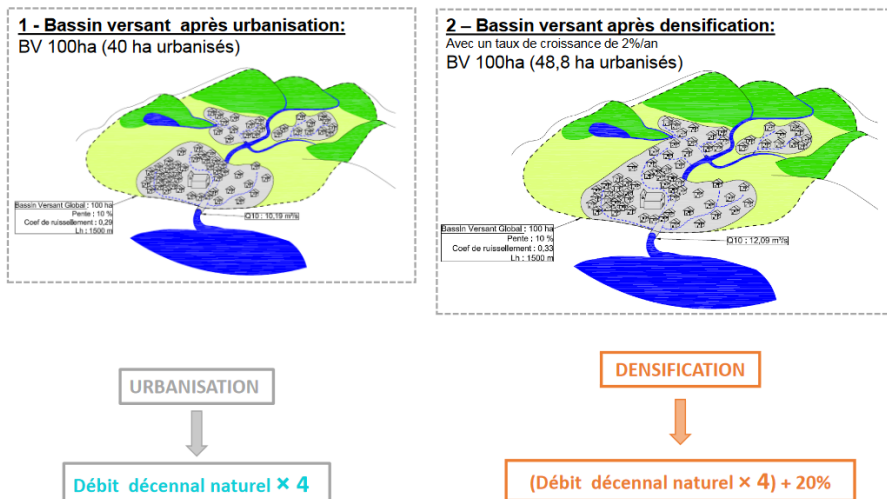 1 - Bassin versant après urbanisation:
BV 100ha (40 ha urbanisés)
Bassin Versant Global : 100 ha
Pente : 10 %
Coef de ruissellement : 0,29
Lh : 1500 m
Q10 : 10,19 m³/s
URBANISATION
Débit décennal naturel × 4
2 – Bassin versant après densification:
Avec un taux de croissance de 2%/an
BV 100ha (48,8 ha urbanisés)
Bassin Versant Global : 100 ha
Pente : 10 %
Coef de ruissellement : 0,33
Lh : 1500 m
Q10 : 12,09 m³/s
DENSIFICATION
(Débit décennal naturel × 4) + 20%